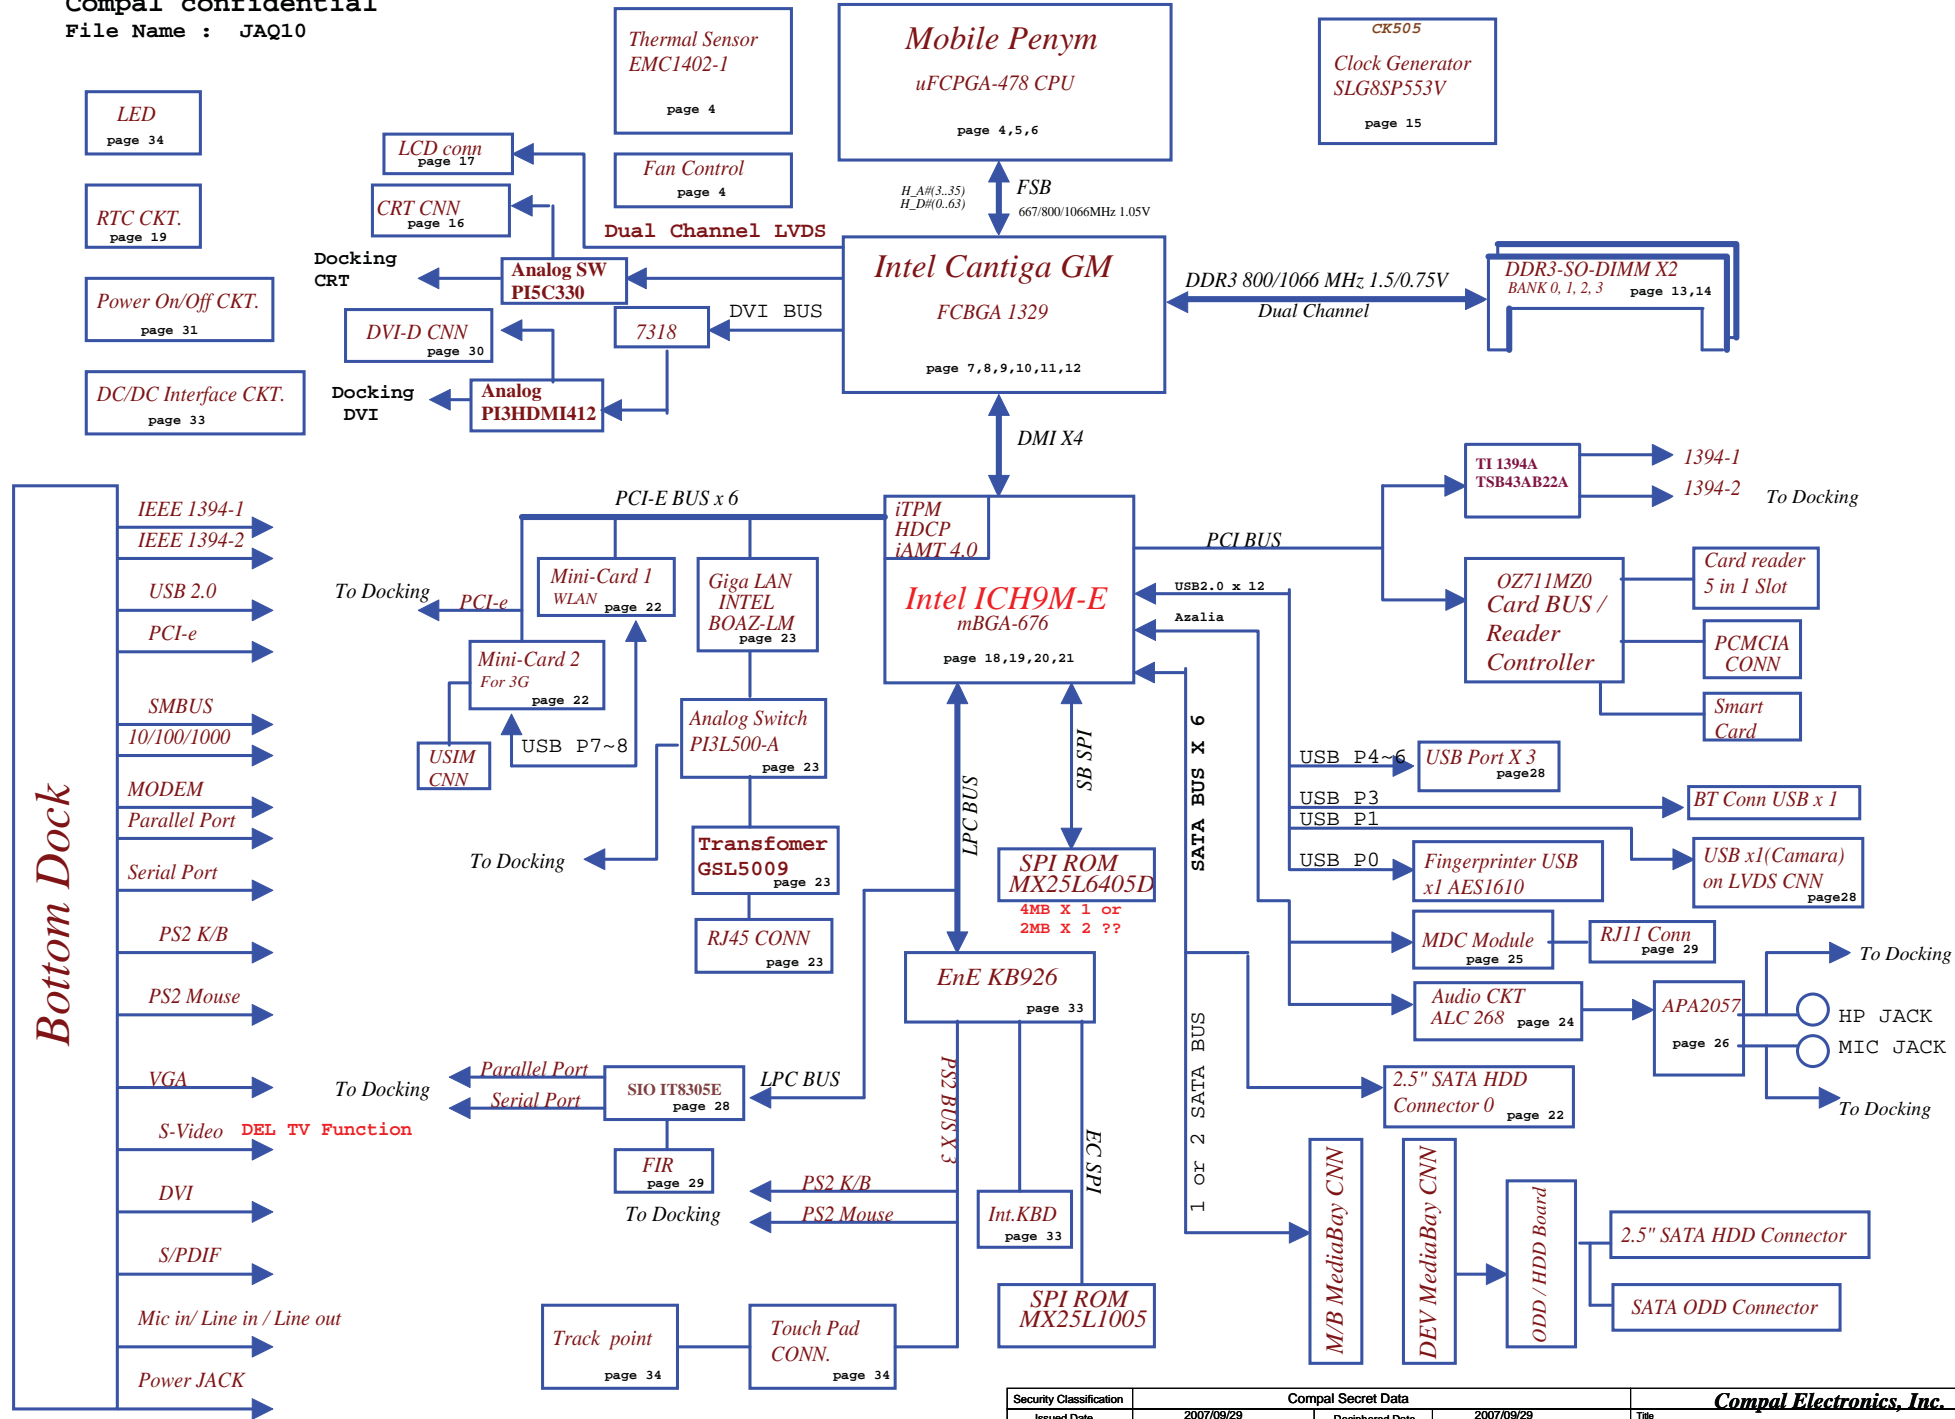 Compal confidential
File Name : JAQ10
Thermal Sensor
EMC1402-1
page 4
Mobile Penym
uFCPGA-478 CPU
page 4,5,6
CK505
Clock Generator
SLG8SP553V
page 15
LED
page 34
LCD conn
page 17
Fan Control
page 4
H_A#(3..35)
H_D#(0..63)
FSB
667/800/1066MHz 1.05V
RTC CKT.
page 19
CRT CNN
page 16
Dual Channel LVDS
Docking
CRT
Analog SW
PI5C330
Intel Cantiga GM
FCBGA 1329
page 7,8,9,10,11,12
DDR3 800/1066 MHz 1.5/0.75V
Dual Channel
DDR3-SO-DIMM X2
BANK 0, 1, 2, 3
page 13,14
Power On/Off CKT.
page 31
DVI-D CNN
page 30
7318
DVI BUS
DC/DC Interface CKT.
page 33
Docking
DVI
Analog
PI3HDMI412
DMI X4
TI 1394A
TSB43AB22A
1394-1
1394-2
To Docking
Bottom Dock
IEEE 1394-1
IEEE 1394-2
USB 2.0
PCI-e
SMBUS
10/100/1000
MODEM
Parallel Port
Serial Port
PS2 K/B
PS2 Mouse
VGA
S-Video
DEL TV Function
DVI
S/PDIF
Mic in/ Line in / Line out
Power JACK
PCI-E BUS x 6
iTPM
HDCP
iAMT 4.0
Intel ICH9M-E
mBGA-676
page 18,19,20,21
PCI BUS
USB2.0 x 12
Azalia
To Docking
PCI-e
Mini-Card 1
WLAN
page 22
Giga LAN
INTEL
BOAZ-LM
page 23
Mini-Card 2
For 3G
page 22
USIM
CNN
USB P7~8
Analog Switch
PI3L500-A
page 23
OZ711MZ0
Card BUS /
Reader
Controller
Card reader
5 in 1 Slot
PCMCIA
CONN
Smart
Card
LPC BUS
SB SPI
SATA BUS X 6
USB P4~6
USB Port X 3
page28
USB P3
BT Conn USB x 1
USB P1
USB x1(Camara)
on LVDS CNN
page28
USB P0
Fingerprinter USB
x1 AES1610
To Docking
Transfomer
GSL5009
page 23
RJ45 CONN
page 23
SPI ROM
MX25L6405D
4MB X 1 or
2MB X 2 ??
MDC Module
page 25
RJ11 Conn
page 29
EnE KB926
page 33
Audio CKT
ALC 268
page 24
APA2057
page 26
To Docking
HP JACK
MIC JACK
To Docking
To Docking
Parallel Port
Serial Port
SIO IT8305E
page 28
LPC BUS
FIR
page 29
PS2 BUS X 3
EC SPI
1 or 2 SATA BUS
2.5" SATA HDD
Connector 0
page 22
PS2 K/B
PS2 Mouse
To Docking
Int.KBD
page 33
SPI ROM
MX25L1005
Track point
page 34
Touch Pad
CONN.
page 34
M/B MediaBay CNN
DEV MediaBay CNN
ODD / HDD Board
2.5" SATA HDD Connector
SATA ODD Connector
Security Classification
Compal Secret Data
Compal Electronics, Inc.
Issued Date
2007/09/29
Deciphered Date
2007/09/29
Title